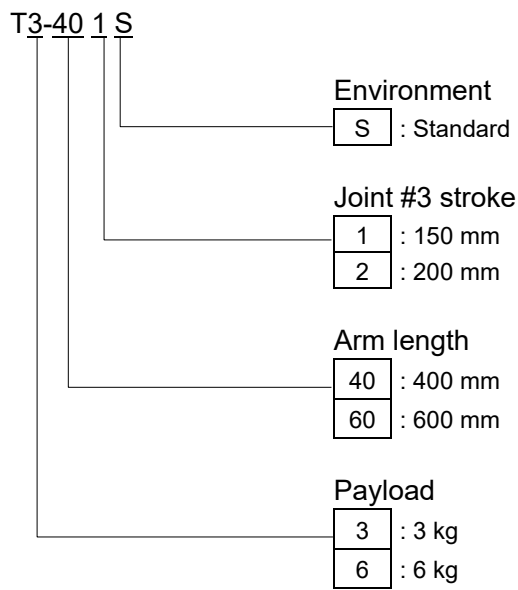 T3-40 1 S
Environment
S : Standard
Joint #3 stroke
1 : 150 mm
2 : 200 mm
Arm length
40 : 400 mm
60 : 600 mm
Payload
3 : 3 kg
6 : 6 kg